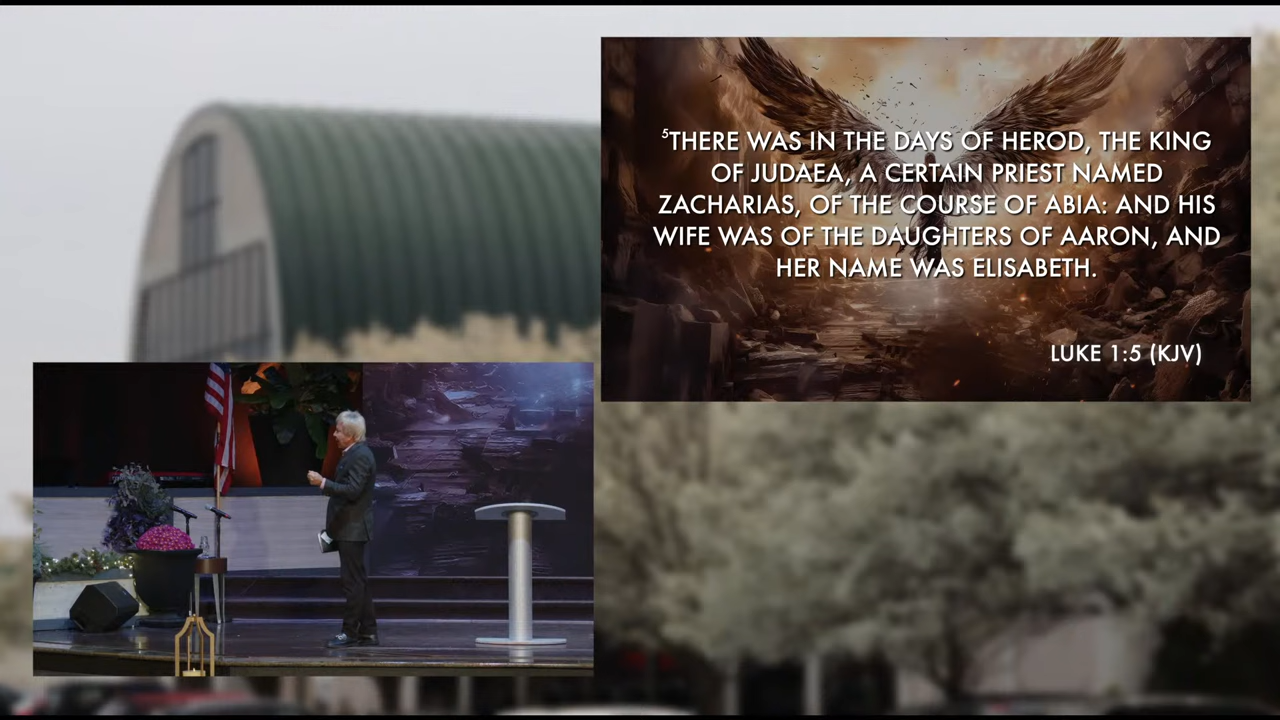 ⁵THERE WAS IN THE DAYS OF HEROD, THE KING
OF JUDAEA, A CERTAIN PRIEST NAMED
ZACHARIAS, OF THE COURSE OF ABIA: AND HIS
WIFE WAS OF THE DAUGHTERS OF AARON, AND
HER NAME WAS ELISABETH.
LUKE 1:5 (KJV)